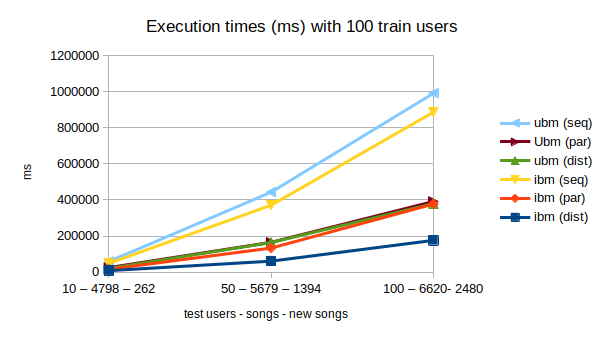 Execution times (ms) with 100 train users
1200000
1000000
800000
600000
400000
200000
0
ms
10 – 4798 – 262
50 – 5679 – 1394
100 – 6620- 2480
test users - songs - new songs
ubm (seq)
Ubm (par)
ubm (dist)
ibm (seq)
ibm (par)
ibm (dist)